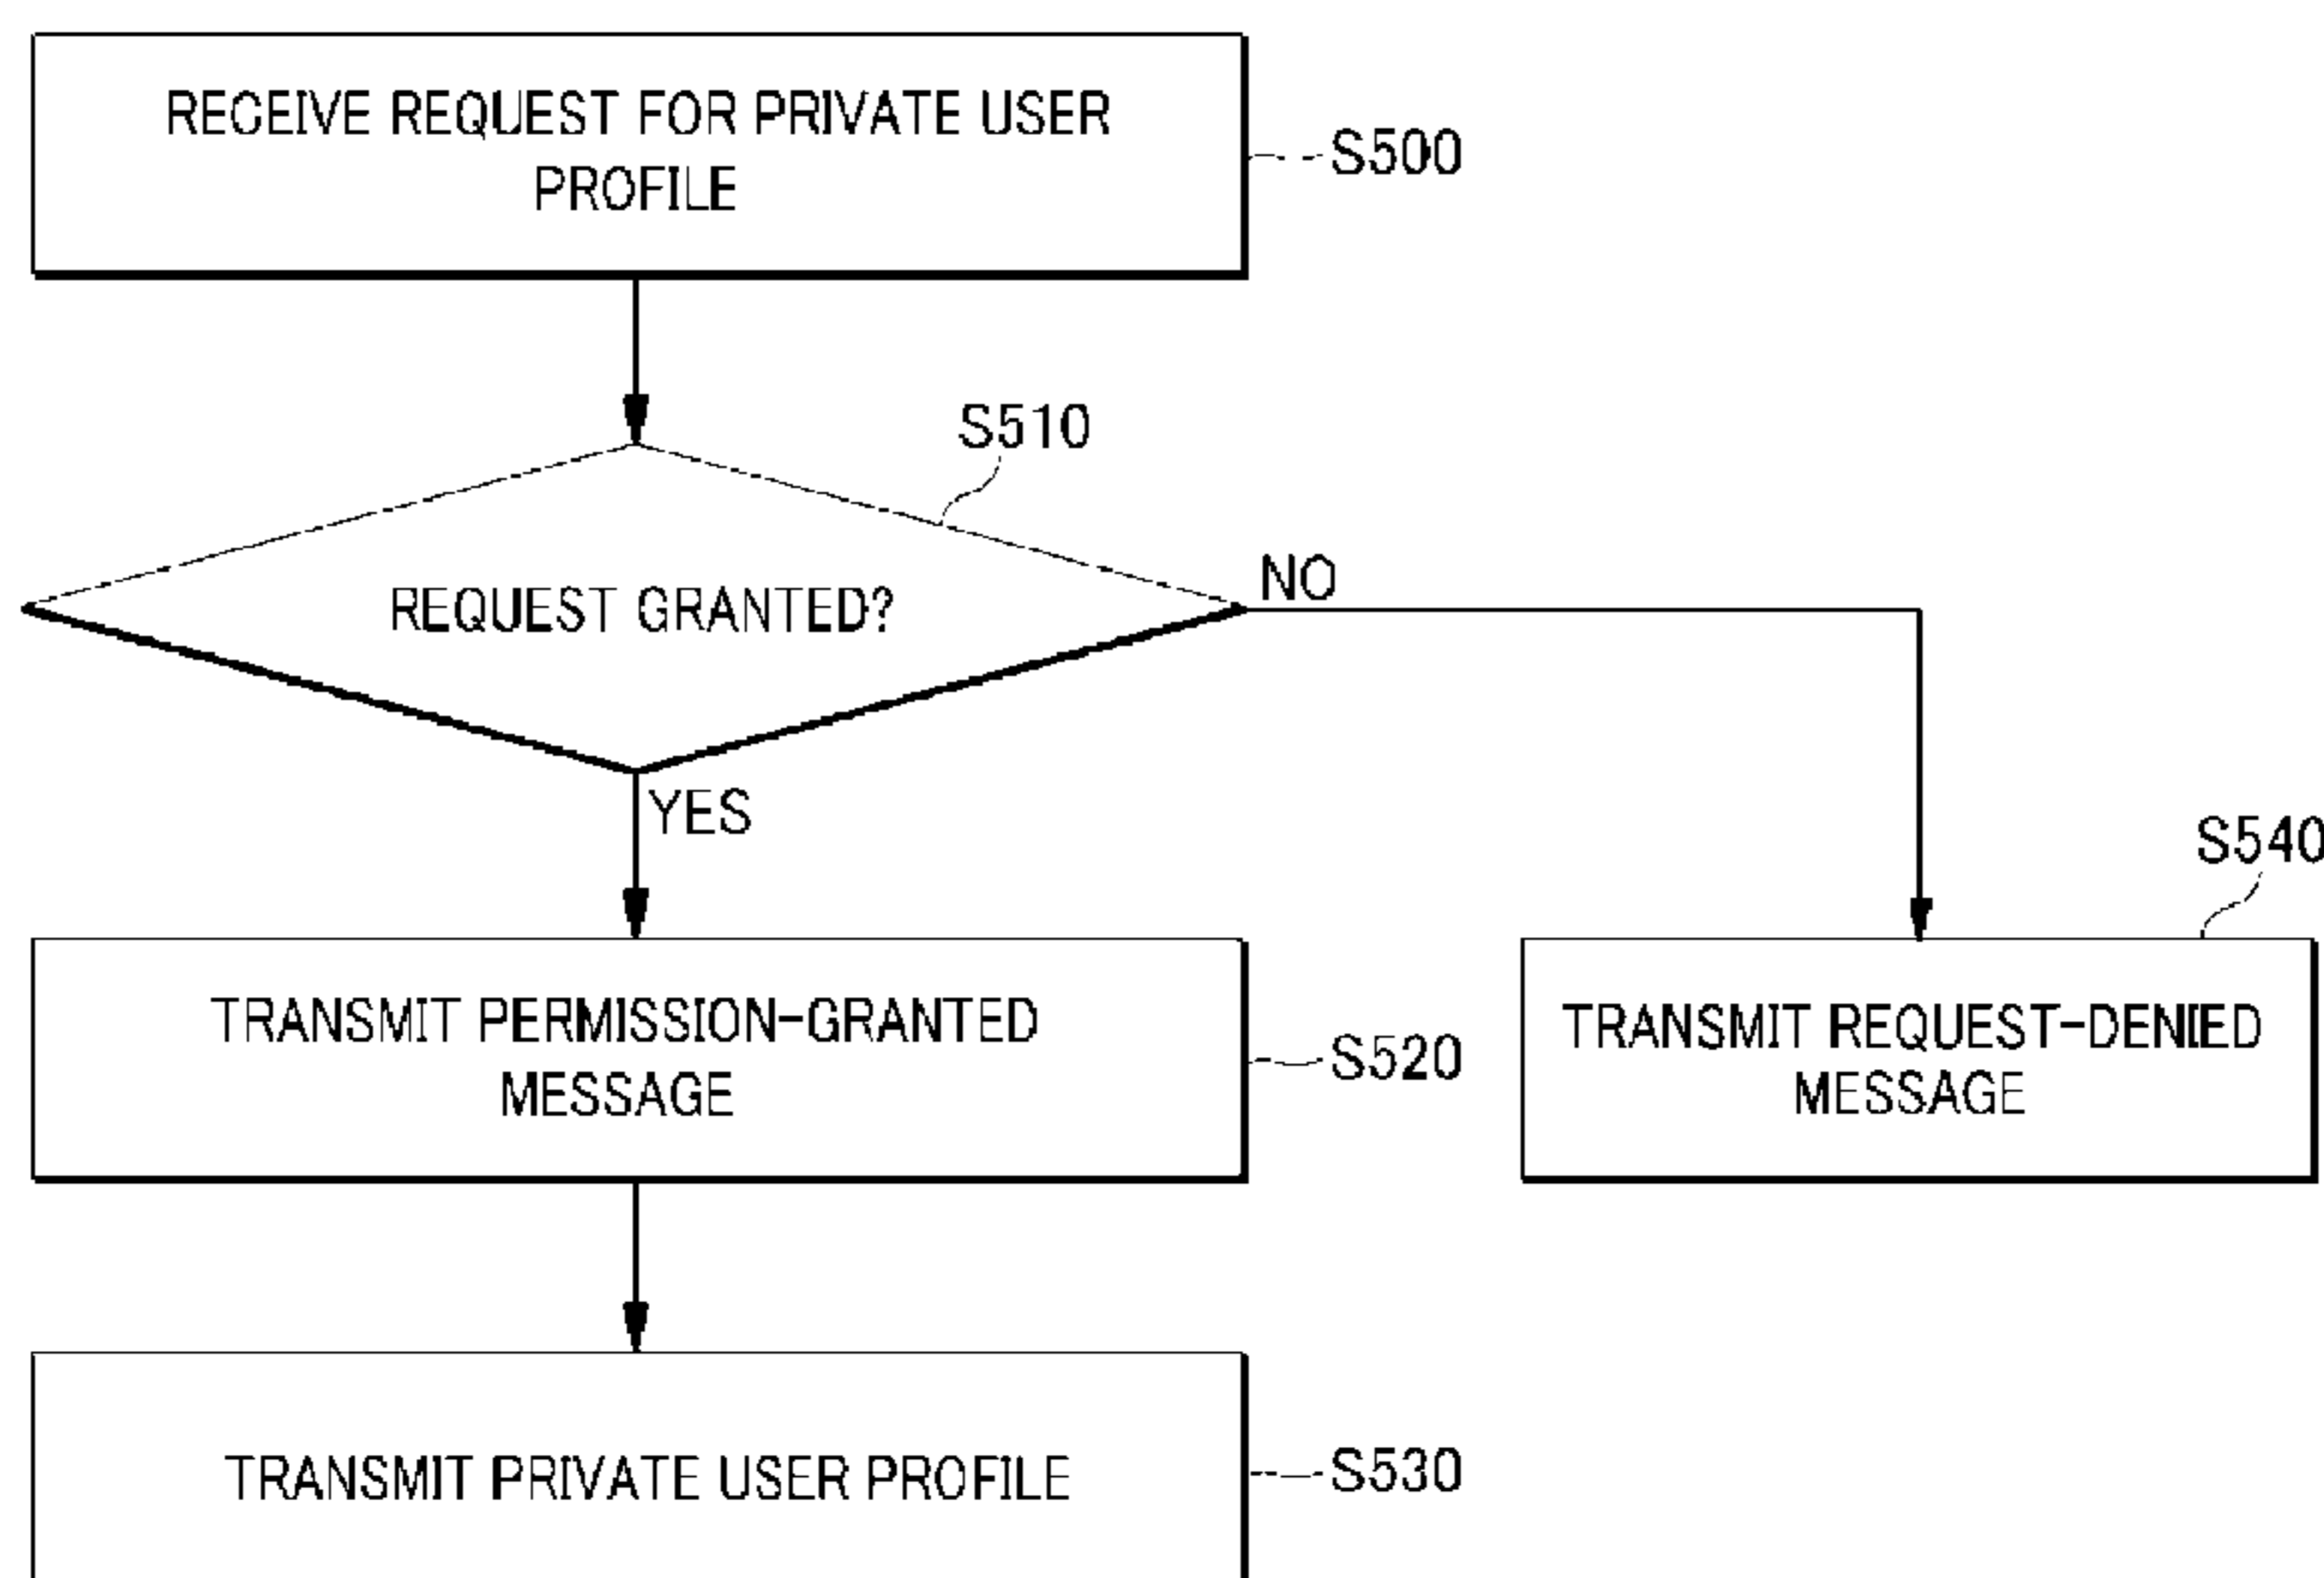 RECEIVE REQUEST FOR PRIVATE USER
PROFILE
S500
S510
REQUEST GRANTED?
NO
YES
S540
TRANSMIT PERMISSION-GRANTED
MESSAGE
S520
TRANSMIT REQUEST-DENIED
MESSAGE
TRANSMIT PRIVATE USER PROFILE
S530